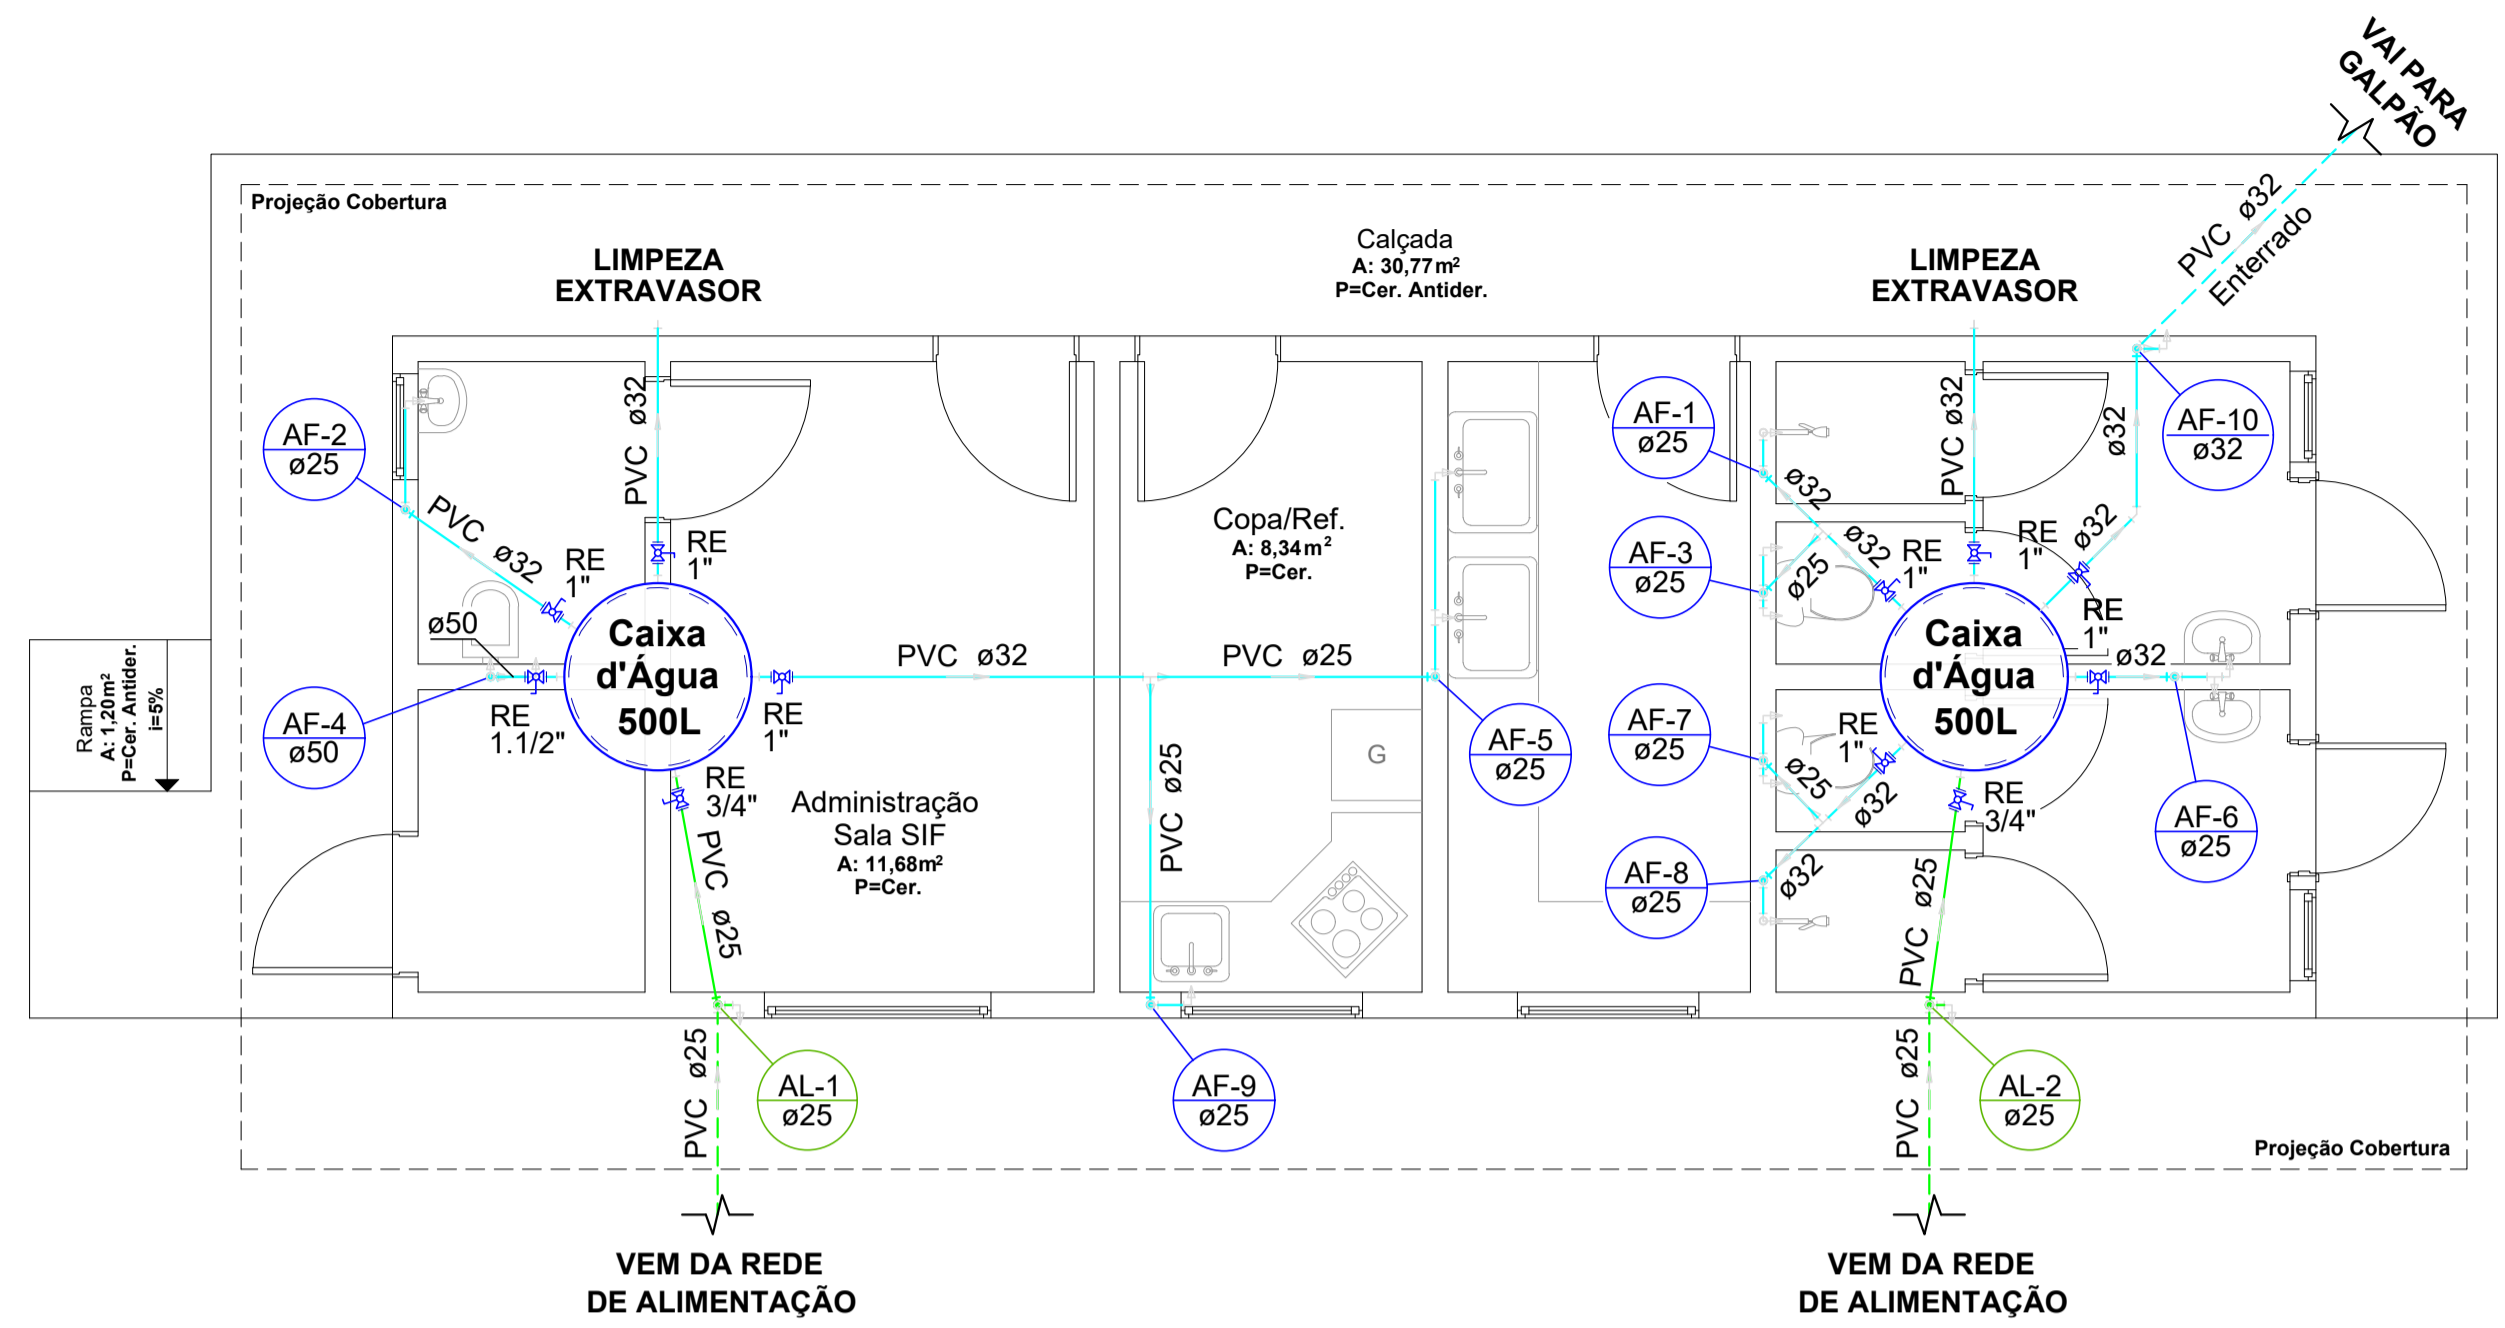 VAI PARA
GALPÃO
PVC ø32
Enterrado
Projeção Cobertura
LIMPEZA
EXTRAVASOR
Calçada
A: 30,77m²
P=Cer. Antider.
LIMPEZA
EXTRAVASOR
AF-2
ø25
PVC ø32
PVC ø32
RE
1"
RE
1"
ø50
Caixa
d'Água
500L
AF-4
ø50
RE
1.1/2"
RE
1"
PVC ø32
PVC ø25
Copa/Ref.
A: 8,34m²
P=Cer.
Rampa
A: 1,20m²
P=Cer. Antider.
i=5%
RE
3/4"
PVC ø25
Administração
Sala SIF
A: 11,68m²
P=Cer.
PVC ø25
G
AF-5
ø25
AF-1
ø25
ø32
ø32
AF-3
ø25
ø25
RE
1"
PVC ø32
RE
1"
ø32
ø32
AF-10
ø32
RE
1"
Caixa
d'Água
500L
ø32
AF-7
ø25
ø25
RE
1"
ø32
AF-8
ø25
ø32
RE
3/4"
PVC ø25
AF-6
ø25
PVC ø25
AL-1
ø25
AF-9
ø25
PVC ø25
AL-2
ø25
Projeção Cobertura
VEM DA REDE
DE ALIMENTAÇÃO
VEM DA REDE
DE ALIMENTAÇÃO